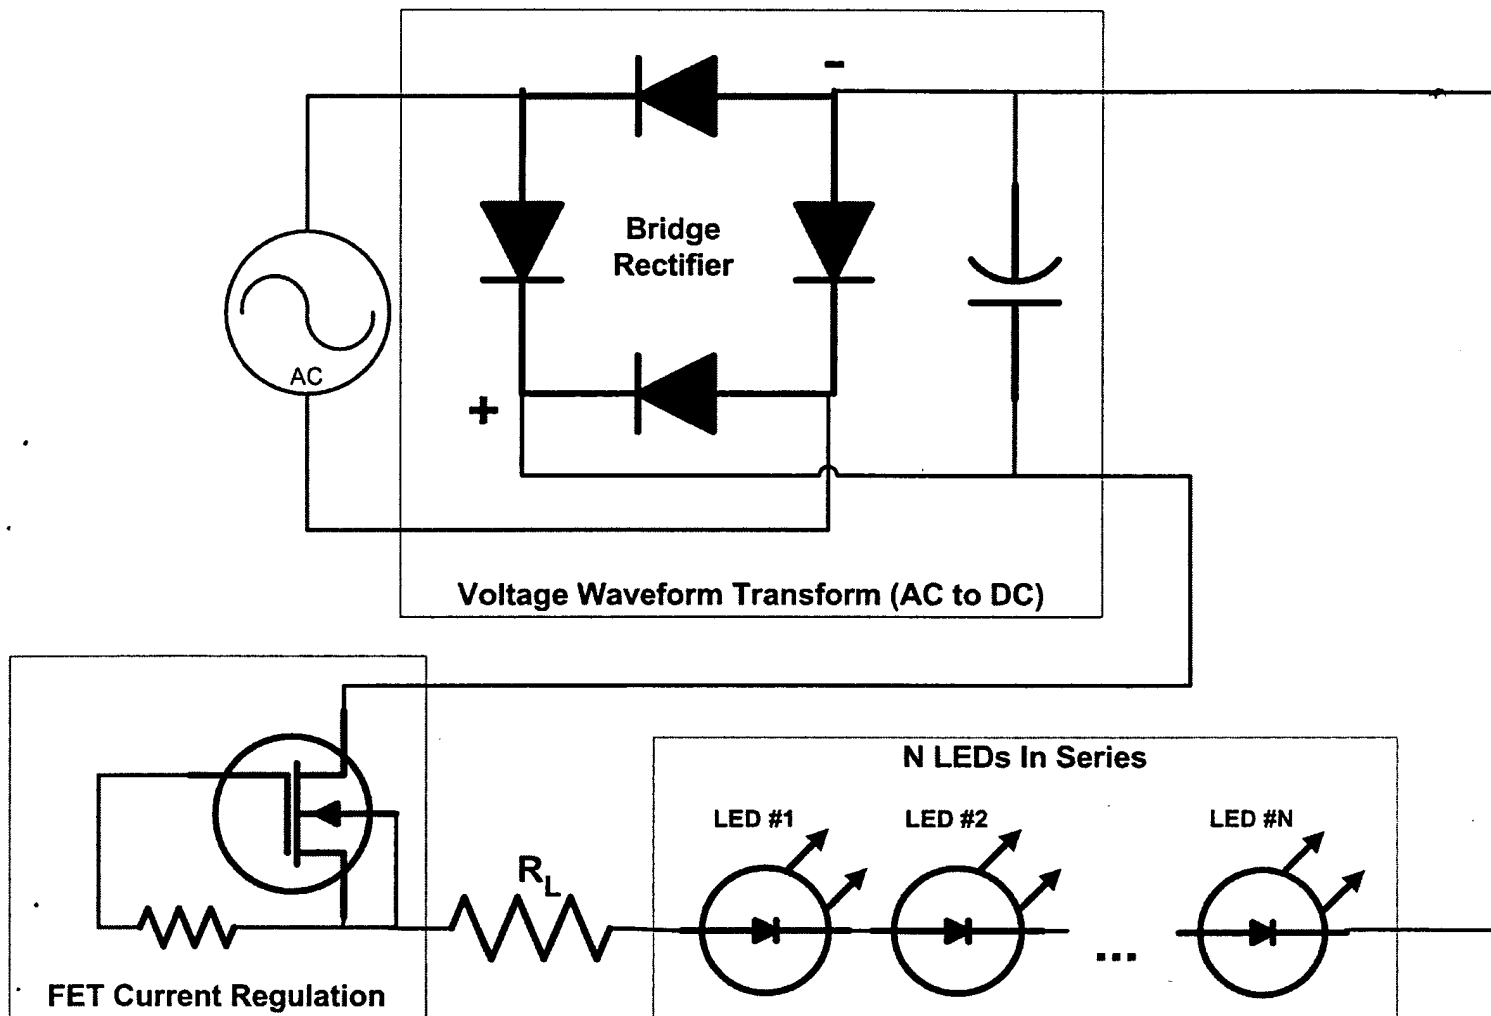 -
Bridge
Rectifier
AC
+
Voltage Waveform Transform (AC to DC)
N LEDs In Series
LED #1
LED #2
LED #N
RL
...
FET Current Regulation